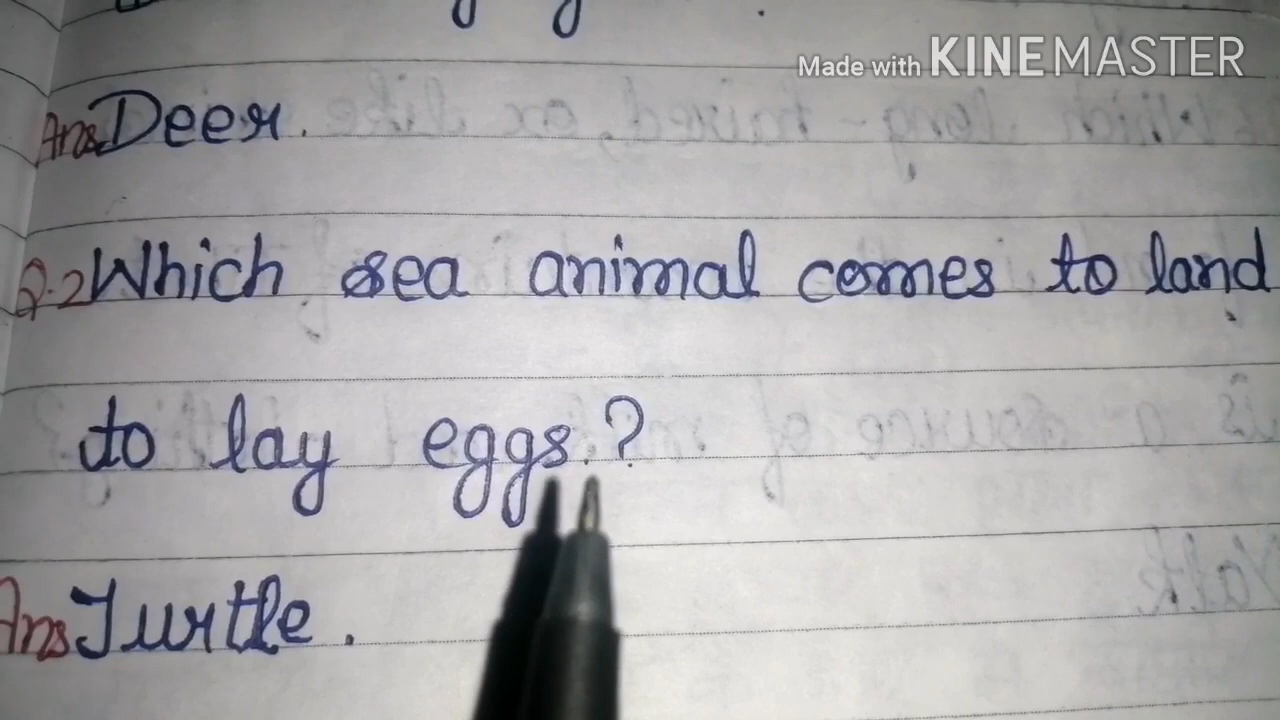 Made with KINEMASTER
Ans Deer.
Q.2 Which sea animal comes to land
to lay eggs.?
Ans Turtle.